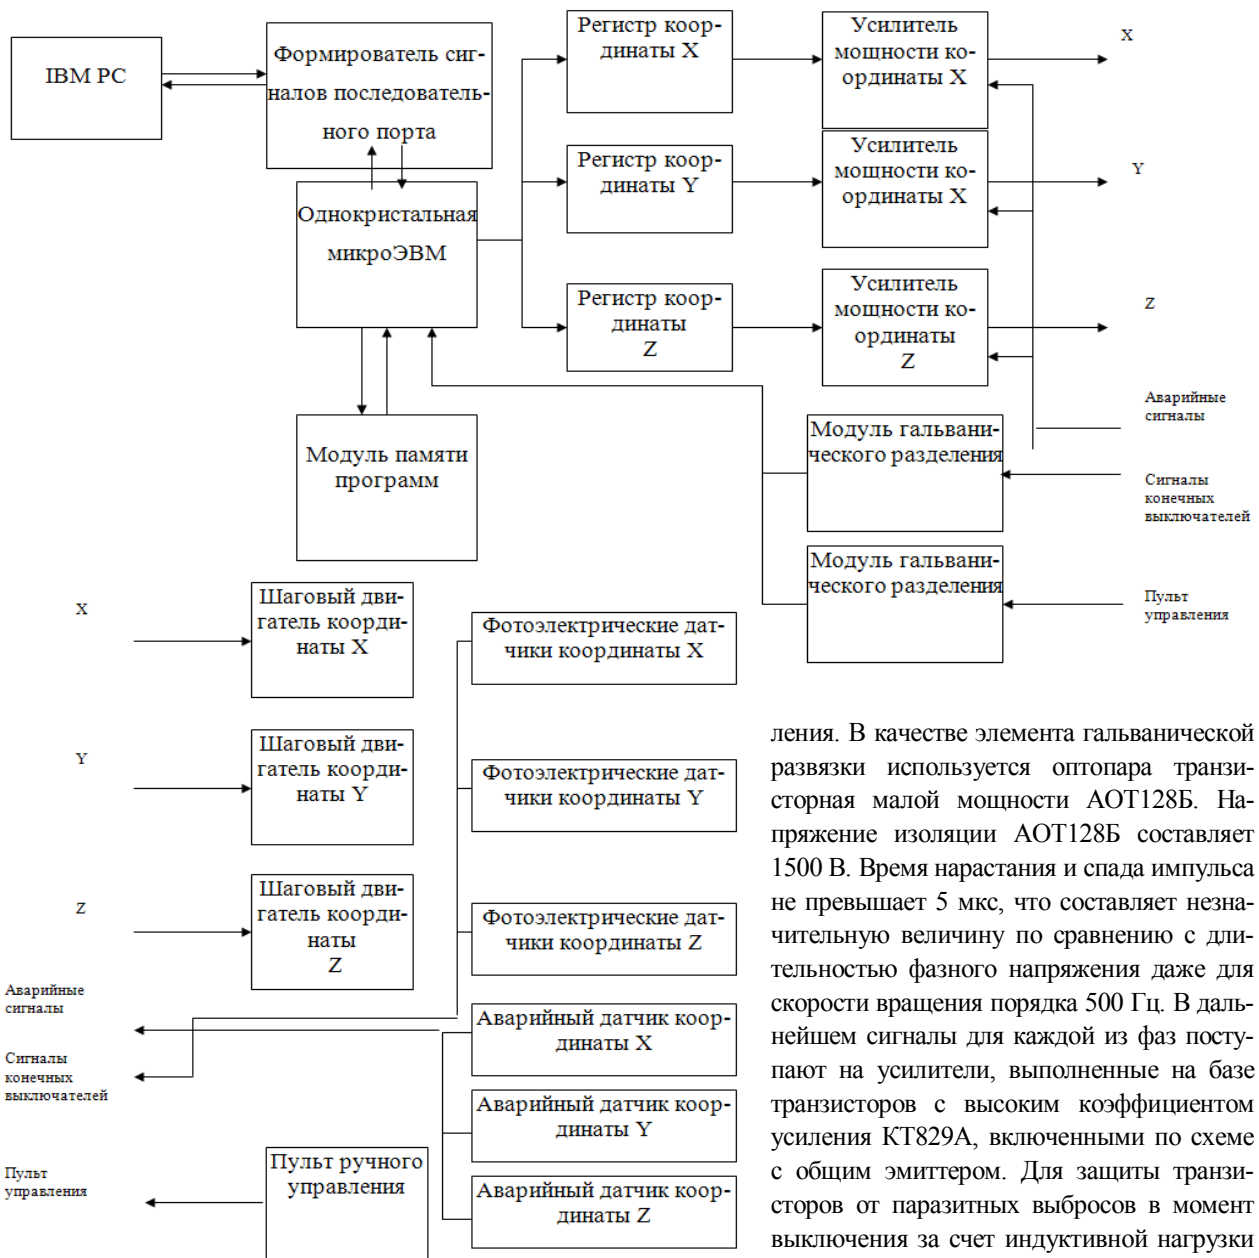 IBM PC
Формирователь сиг-
налов последователь-
ного порта
Однокристальная
микроЭВМ
Модуль памяти
программ
Регистр коор-
динаты X
Регистр коор-
динаты Y
Регистр коор-
динаты
Z
Усилитель
мощности ко-
ординаты X
Усилитель
мощности ко-
ординаты X
Усилитель
мощности ко-
ординаты
Z
X
Y
Z
Аварийные
сигналы
Модуль гальвани-
ческого разделения
Сигналы
конечных
выключателей
Модуль гальвани-
ческого разделения
Пульт
управления
X
Шаговый дви-
гатель коорди-
наты X
Y
Шаговый дви-
гатель коорди-
наты Y
Z
Шаговый дви-
гатель коорди-
наты
Z
Фотоэлектрические дат-
чики координаты X
Фотоэлектрические дат-
чики координаты Y
Фотоэлектрические дат-
чики координаты Z
Аварийные
сигналы
Сигналы
конечных
выключателей
Пульт
управления
Пульт ручного
управления
Аварийный датчик коор-
динаты X
Аварийный датчик коор-
динаты Y
Аварийный датчик коор-
динаты Z
ления. В качестве элемента гальванической
развязки используется оптопара транзи-
сторная малой мощности АОТ128Б. На-
пряжение изоляции АОТ128Б составляет
1500 В. Время нарастания и спада импульса
не превышает 5 мкс, что составляет незна-
чительную величину по сравнению с дли-
тельностью фазного напряжения даже для
скорости вращения порядка 500 Гц. В даль-
нейшем сигналы для каждой из фаз посту-
пают на усилители, выполненные на базе
транзисторов с высоким коэффициентом
усиления КТ829А, включенными по схеме
с общим эмиттером. Для защиты транзи-
сторов от паразитных выбросов в момент
выключения за счет индуктивной нагрузки